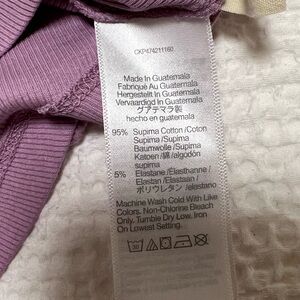 CKP474211160
Made In Guatemala
Fabriqué Au Guatemala
Hergestellt In Guatemala
Vervaardigd In Guatemala
グアテマラ製
hecho en guatemala
95% Supima Cotton /Coton
Supima /Supima
Baumwolle /Supima
Katoen/綿/algodón
supima
5% Elastane /Elasthanne /
Elastan /Elastaan /
ポリウレタン /elastano
Machine Wash Cold With Like
Colors. Non-Chlorine Bleach
Only. Tumble Dry Low. Iron
On Lowest Setting.
30